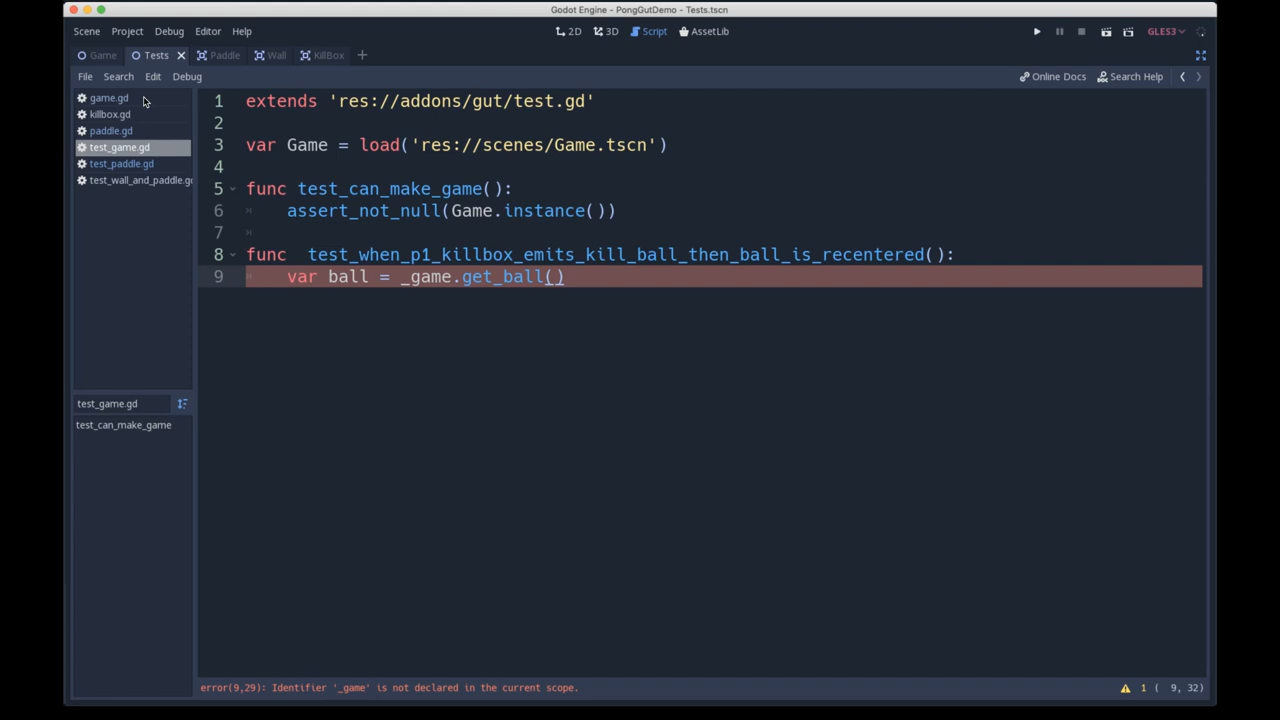 Godot Engine - PongGutDemo - Tests.tscn
Scene Project Debug Editor Help 2D 3D Script AssetLib GLES3
Game Tests Paddle Wall KillBox
File Search Edit Debug Online Docs Search Help
game.gd
killbox.gd
paddle.gd
test_game.gd
test_paddle.gd
test_wall_and_paddle.gd
test_game.gd
test_can_make_game
1 extends 'res://addons/gut/test.gd'
2
3 var Game = load('res://scenes/Game.tscn')
4
5 func test_can_make_game():
6 assert_not_null(Game.instance())
7
8 func test_when_p1_killbox_emits_kill_ball_then_ball_is_recentered():
9 var ball = _game.get_ball()
error(9,29): Identifier '_game' is not declared in the current scope. 1 ( 9, 32)